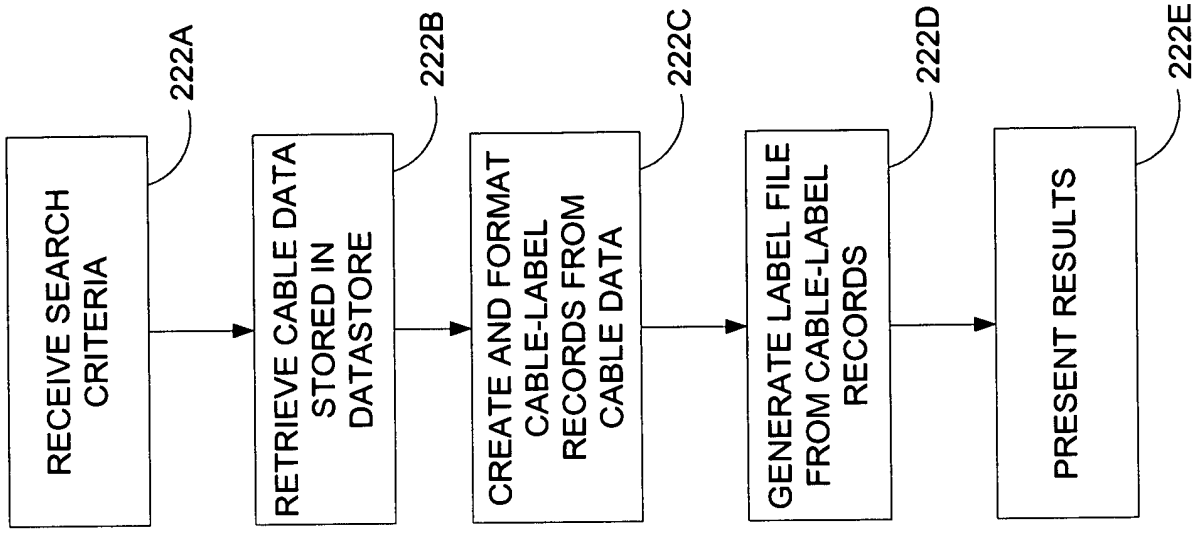 RECEIVE SEARCH
CRITERIA
222A
RETRIEVE CABLE DATA
STORED IN
DATASTORE
222B
CREATE AND FORMAT
CABLE-LABEL
RECORDS FROM
CABLE DATA
222C
GENERATE LABEL FILE
FROM CABLE-LABEL
RECORDS
222D
PRESENT RESULTS
222E